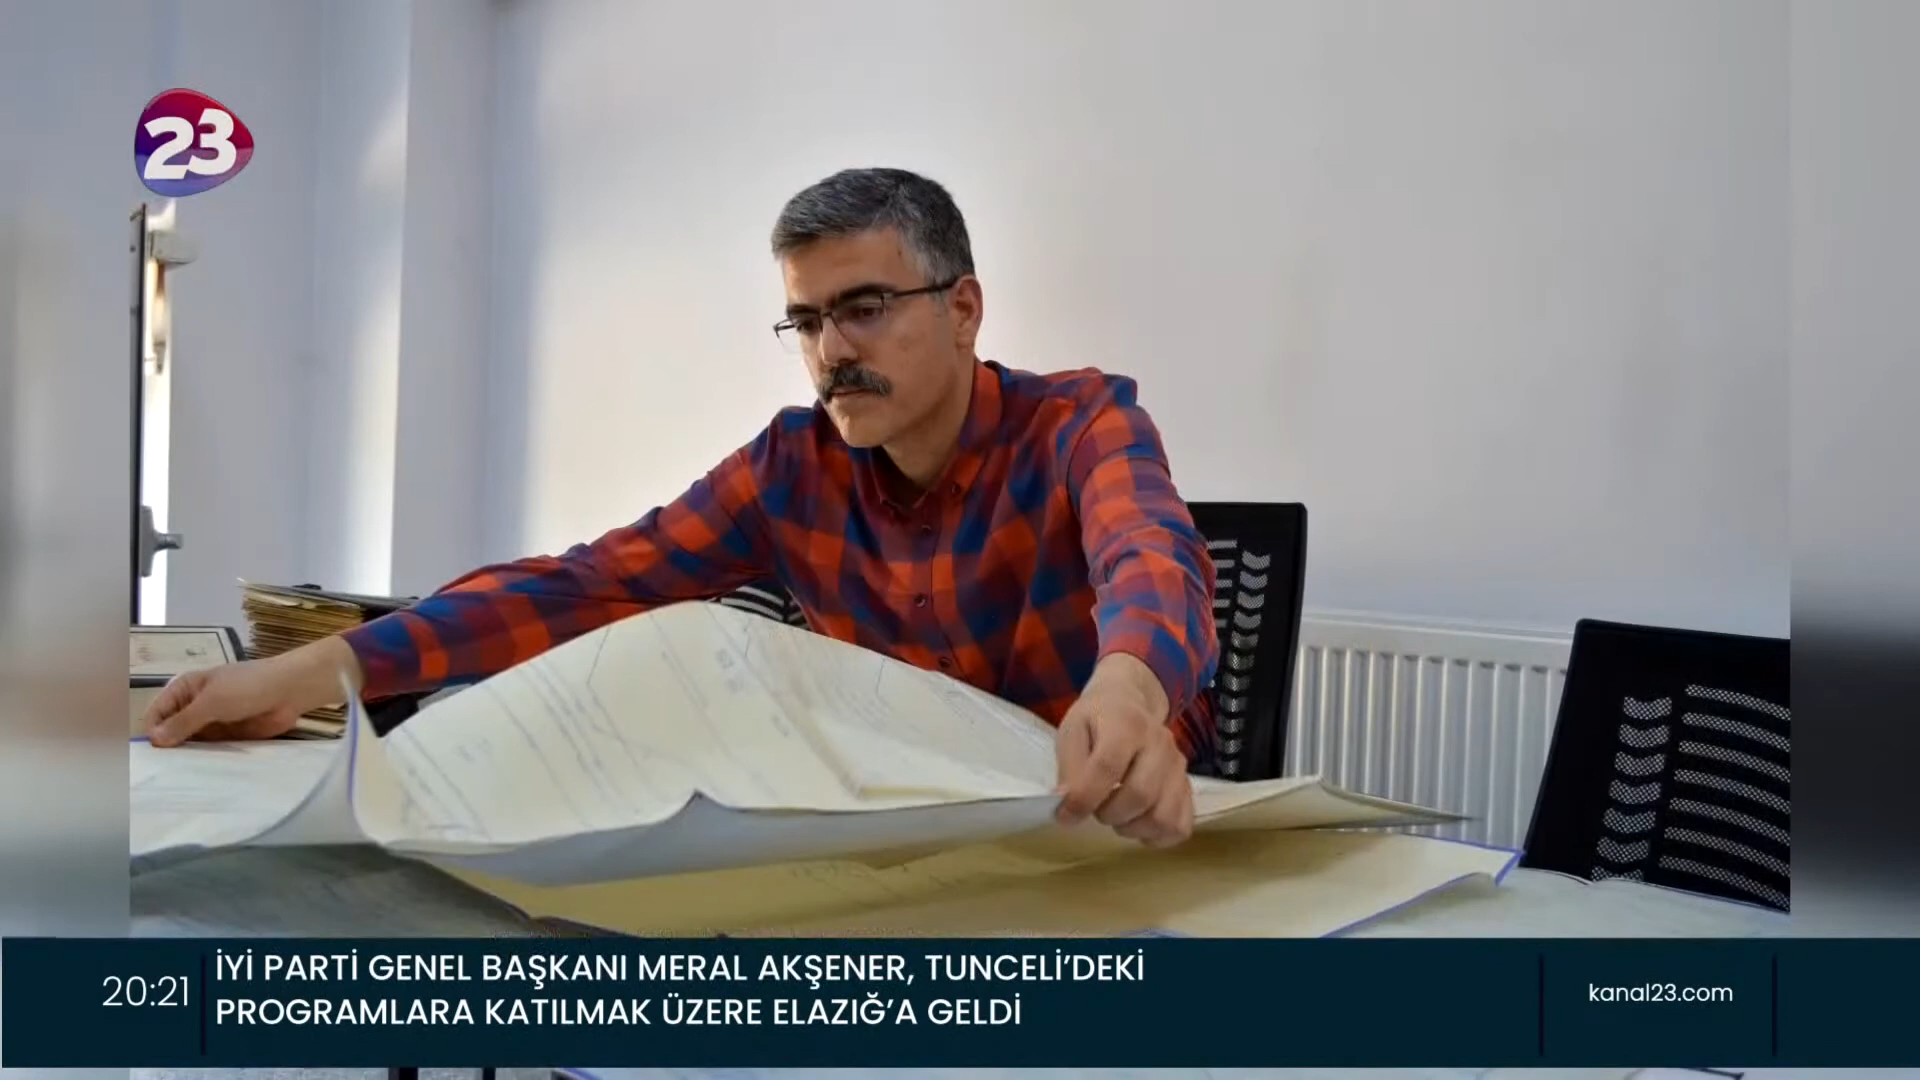 23
20:21
İYİ PARTİ GENEL BAŞKANI MERAL AKŞENER, TUNCELİ’DEKİ
PROGRAMLARA KATILMAK ÜZERE ELAZIĞ’A GELDİ
kanal23.com